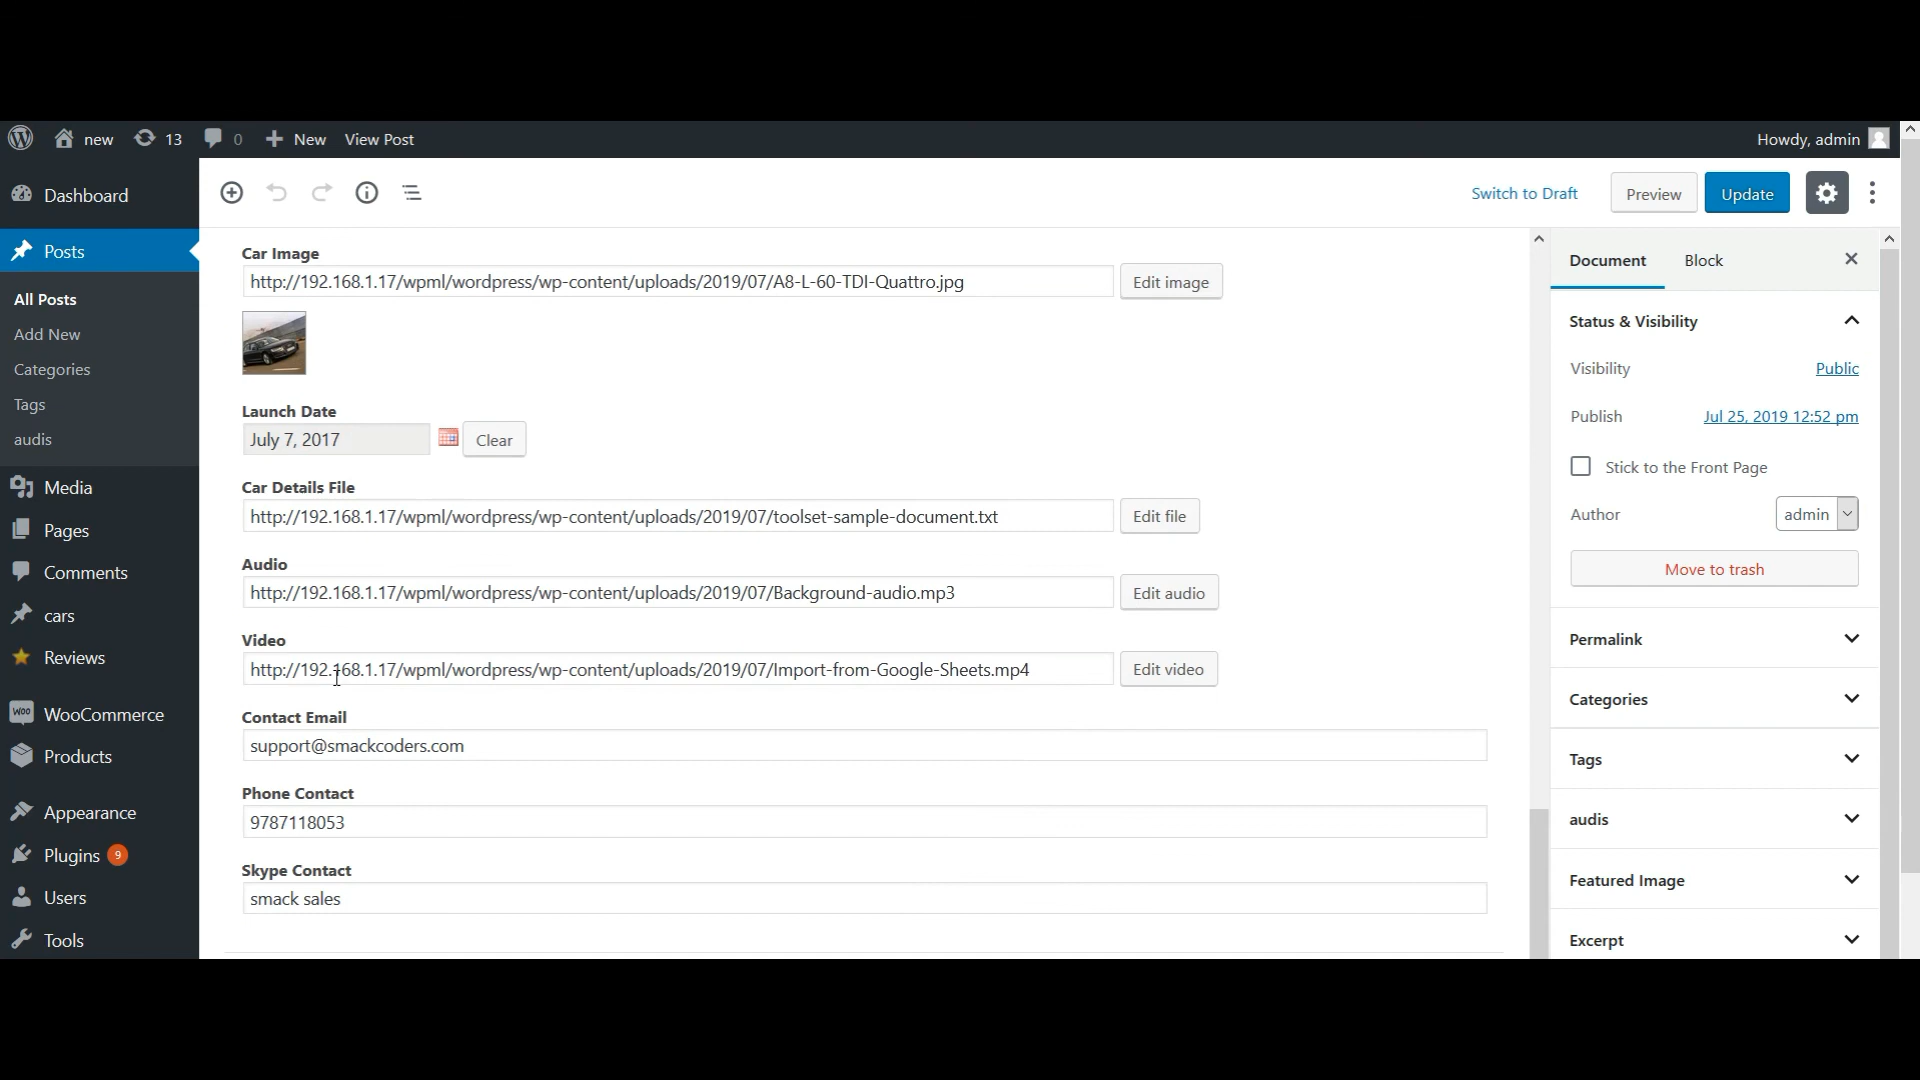 new 13 0 New View Post Howdy, admin
Dashboard
Posts
All Posts
Add New
Categories
Tags
audis
Media
Pages
Comments
cars
Reviews
WOO WooCommerce
Products
Appearance
Plugins 9
Users
Tools
Switch to Draft Preview Update
Car Image
http://192.168.1.17/wpml/wordpress/wp-content/uploads/2019/07/A8-L-60-TDI-Quattro.jpg Edit image
Launch Date
July 7, 2017 Clear
Car Details File
http://192.168.1.17/wpml/wordpress/wp-content/uploads/2019/07/toolset-sample-document.txt Edit file
Audio
http://192.168.1.17/wpml/wordpress/wp-content/uploads/2019/07/Background-audio.mp3 Edit audio
Video
http://192.168.1.17/wpml/wordpress/wp-content/uploads/2019/07/Import-from-Google-Sheets.mp4 Edit video
Contact Email
support@smackcoders.com
Phone Contact
9787118053
Skype Contact
smack sales
Document Block
Status & Visibility
Visibility Public
Publish Jul 25, 2019 12:52 pm
Stick to the Front Page
Author admin
Move to trash
Permalink
Categories
Tags
audis
Featured Image
Excerpt